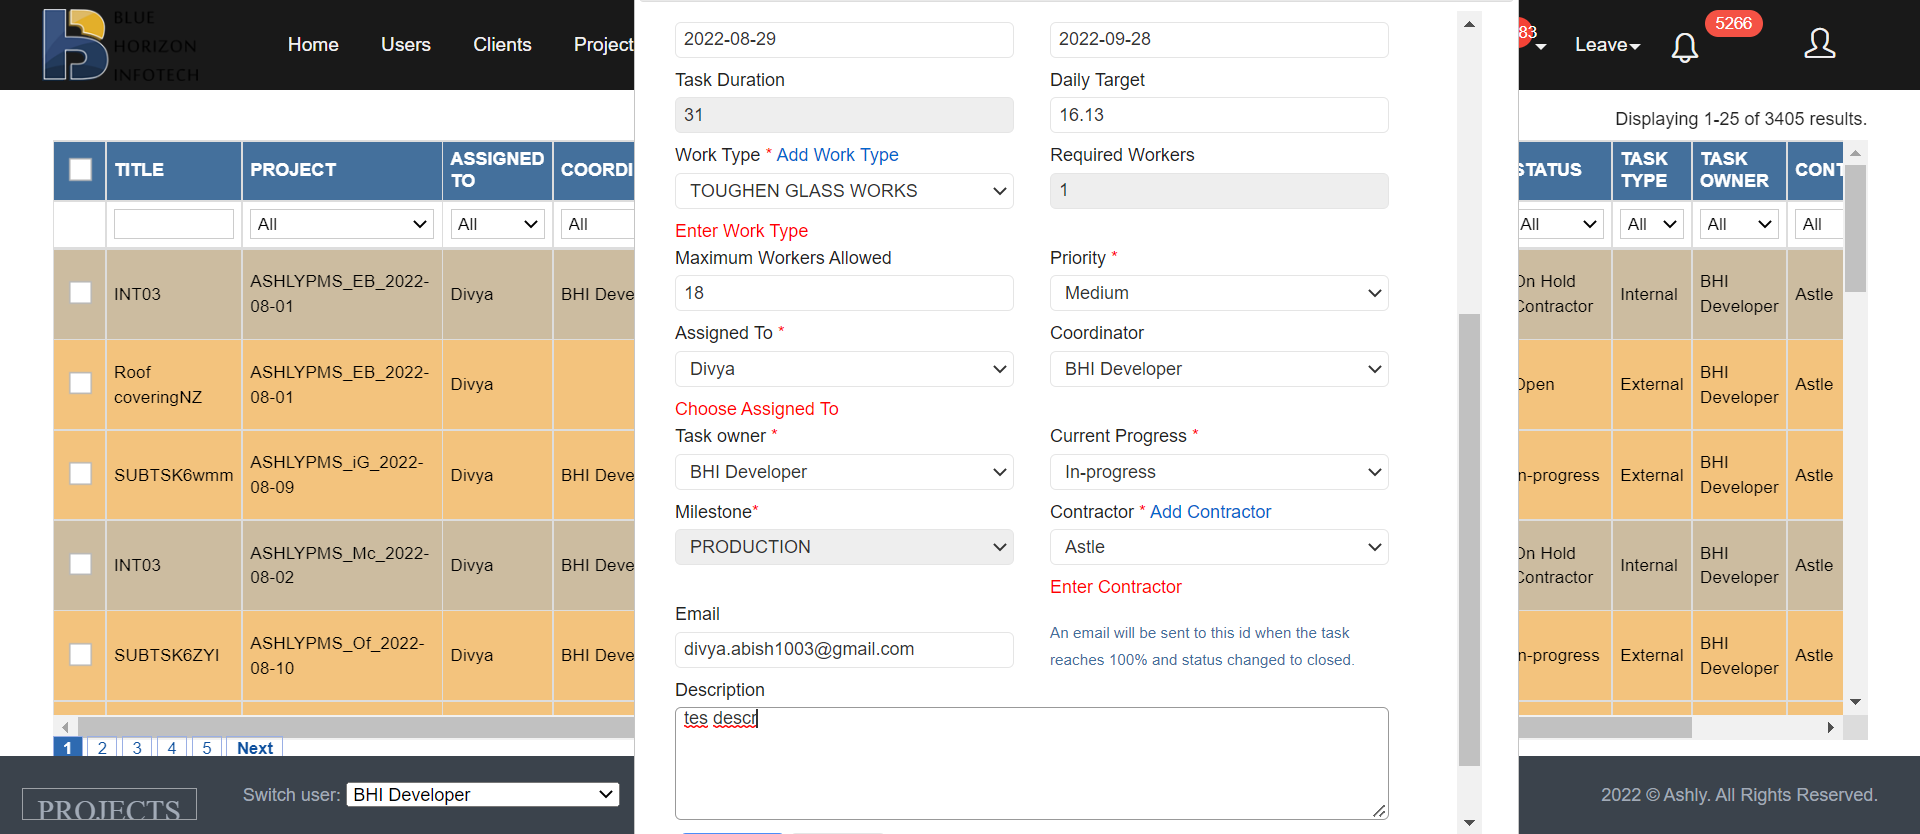 BLUE
HORIZON
INFOTECH
Home
Users
Clients
Project
83
Leave
5266
Displaying 1-25 of 3405 results.
TITLE
PROJECT
ASSIGNED TO
COORDI
STATUS
TASK TYPE
TASK OWNER
CONT
All
All
All
All
All
All
All
INT03
ASHLYPMS_EB_2022-08-01
Divya
BHI Deve
On Hold Contractor
Internal
BHI Developer
Astle
Roof coveringNZ
ASHLYPMS_EB_2022-08-01
Divya
Open
External
BHI Developer
Astle
SUBTSK6wmm
ASHLYPMS_iG_2022-08-09
Divya
BHI Deve
n-progress
External
BHI Developer
Astle
INT03
ASHLYPMS_Mc_2022-08-02
Divya
BHI Deve
On Hold Contractor
Internal
BHI Developer
Astle
SUBTSK6ZYI
ASHLYPMS_Of_2022-08-10
Divya
BHI Deve
n-progress
External
BHI Developer
Astle
1
2
3
4
5
Next
2022-08-29
2022-09-28
Task Duration
Daily Target
31
16.13
Work Type * Add Work Type
Required Workers
TOUGHEN GLASS WORKS
1
Enter Work Type
Maximum Workers Allowed
Priority *
18
Medium
Assigned To *
Coordinator
Divya
BHI Developer
Choose Assigned To
Task owner *
Current Progress *
BHI Developer
In-progress
Milestone*
Contractor * Add Contractor
PRODUCTION
Astle
Enter Contractor
Email
divya.abish1003@gmail.com
An email will be sent to this id when the task
reaches 100% and status changed to closed.
Description
tes descr
PROJECTS
Switch user:
BHI Developer
2022 © Ashly. All Rights Reserved.